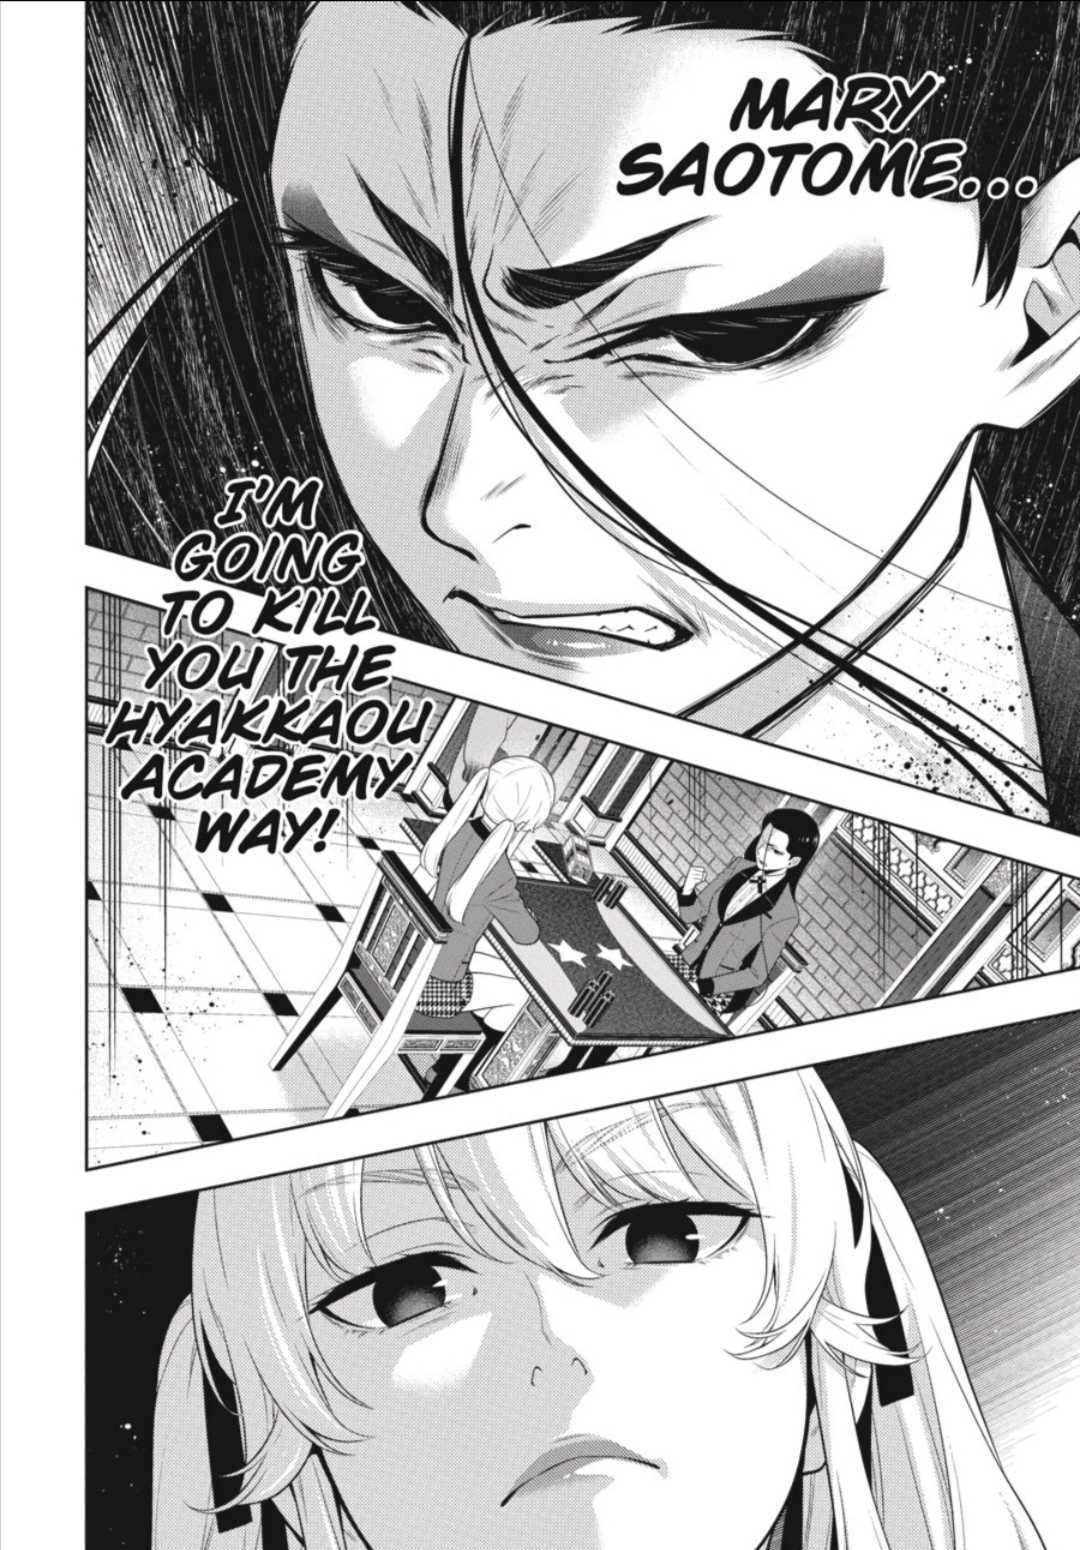 MARY
SAOTOME...
I'M
GOING
TO KILL
YOU THE
HYAKKAOU
ACADEMY
WAY!